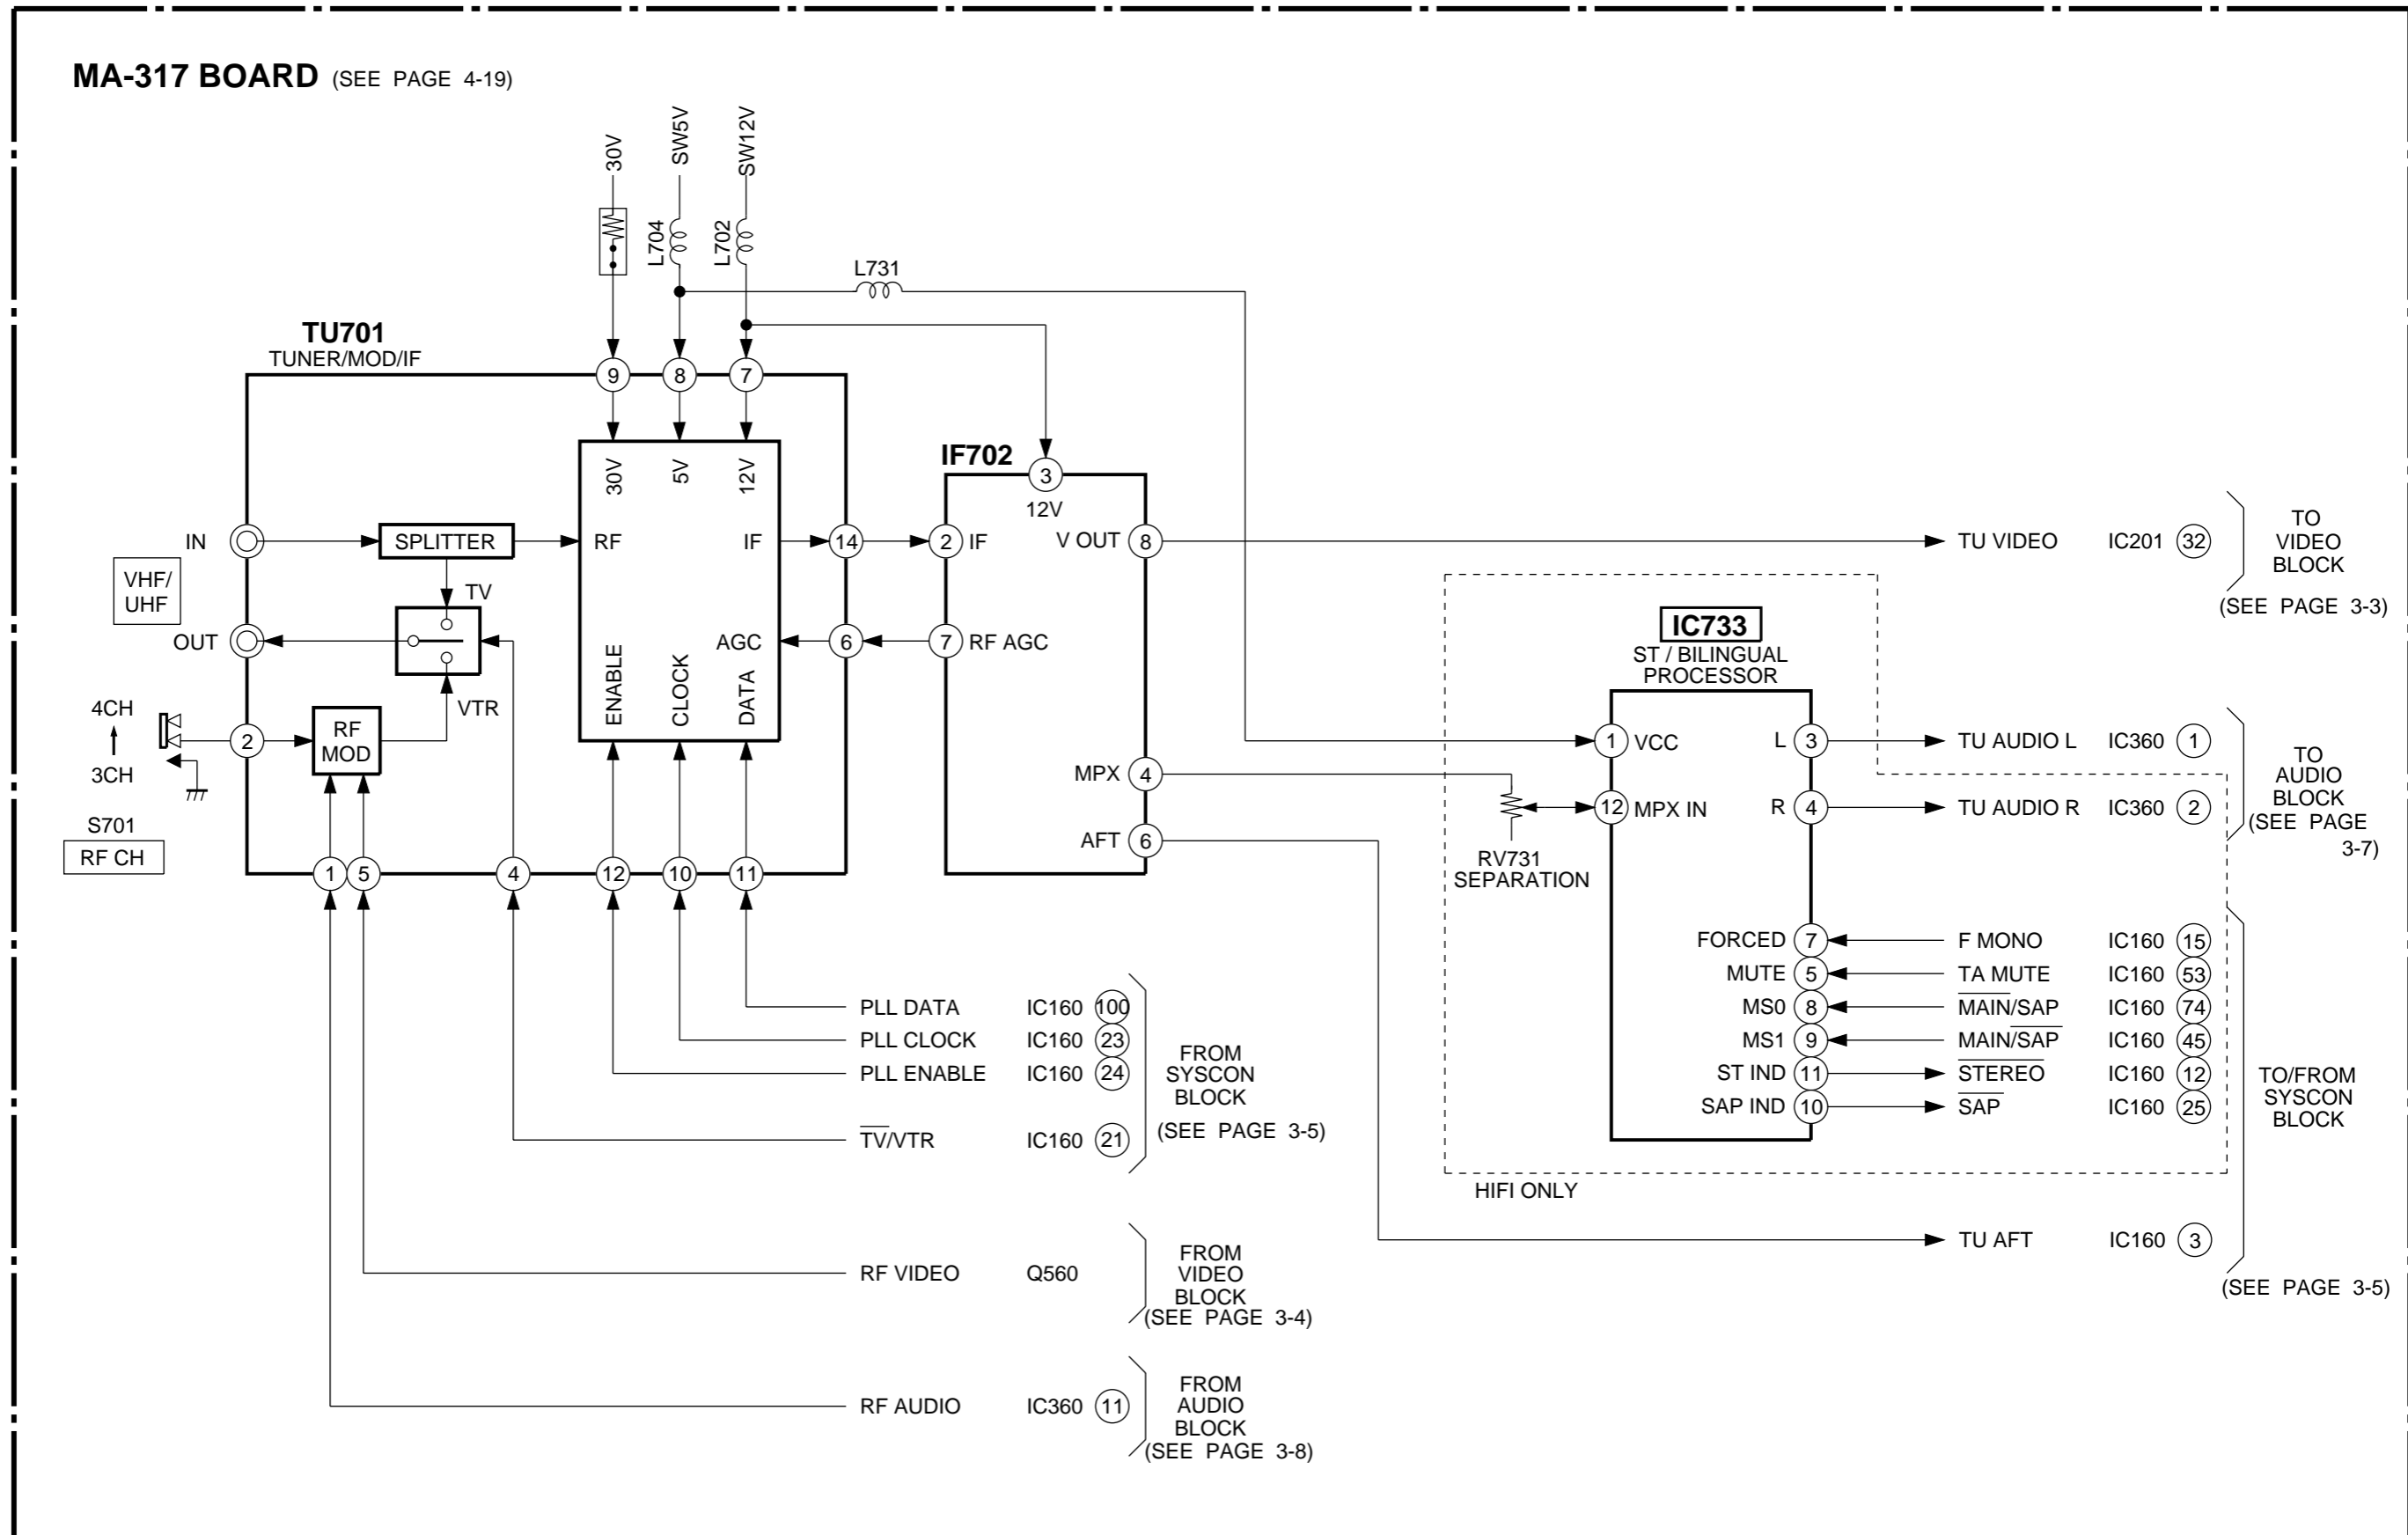 MA-317 BOARD (SEE PAGE 4-19)
30V
SW5V
SW12V
L704
L702
L731
TU701
TUNER/MOD/IF
9
8
7
30V
5V
12V
IF702
3
12V
IN
SPLITTER
RF
IF
14
2
IF
V OUT
8
TU VIDEO
IC201
32
TO
VIDEO
BLOCK
(SEE PAGE 3-3)
VHF/
UHF
TV
OUT
ENABLE
CLOCK
DATA
AGC
6
7
RF AGC
IC733
ST / BILINGUAL
PROCESSOR
4CH
3CH
2
RF
MOD
VTR
1
VCC
L
3
TU AUDIO L
IC360
1
MPX
4
12
MPX IN
R
4
TU AUDIO R
IC360
2
TO
AUDIO
BLOCK
(SEE PAGE
3-7)
AFT
6
RV731
SEPARATION
S701
RF CH
1
5
4
12
10
11
FORCED
7
F MONO
IC160
15
MUTE
5
TA MUTE
IC160
53
MS0
8
MAIN/SAP
IC160
74
MS1
9
MAIN/SAP
IC160
45
ST IND
11
STEREO
IC160
12
SAP IND
10
SAP
IC160
25
TO/FROM
SYSCON
BLOCK
PLL DATA
IC160
100
PLL CLOCK
IC160
23
PLL ENABLE
IC160
24
TV/VTR
IC160
21
FROM
SYSCON
BLOCK
(SEE PAGE 3-5)
HIFI ONLY
TU AFT
IC160
3
(SEE PAGE 3-5)
RF VIDEO
Q560
FROM
VIDEO
BLOCK
(SEE PAGE 3-4)
RF AUDIO
IC360
11
FROM
AUDIO
BLOCK
(SEE PAGE 3-8)